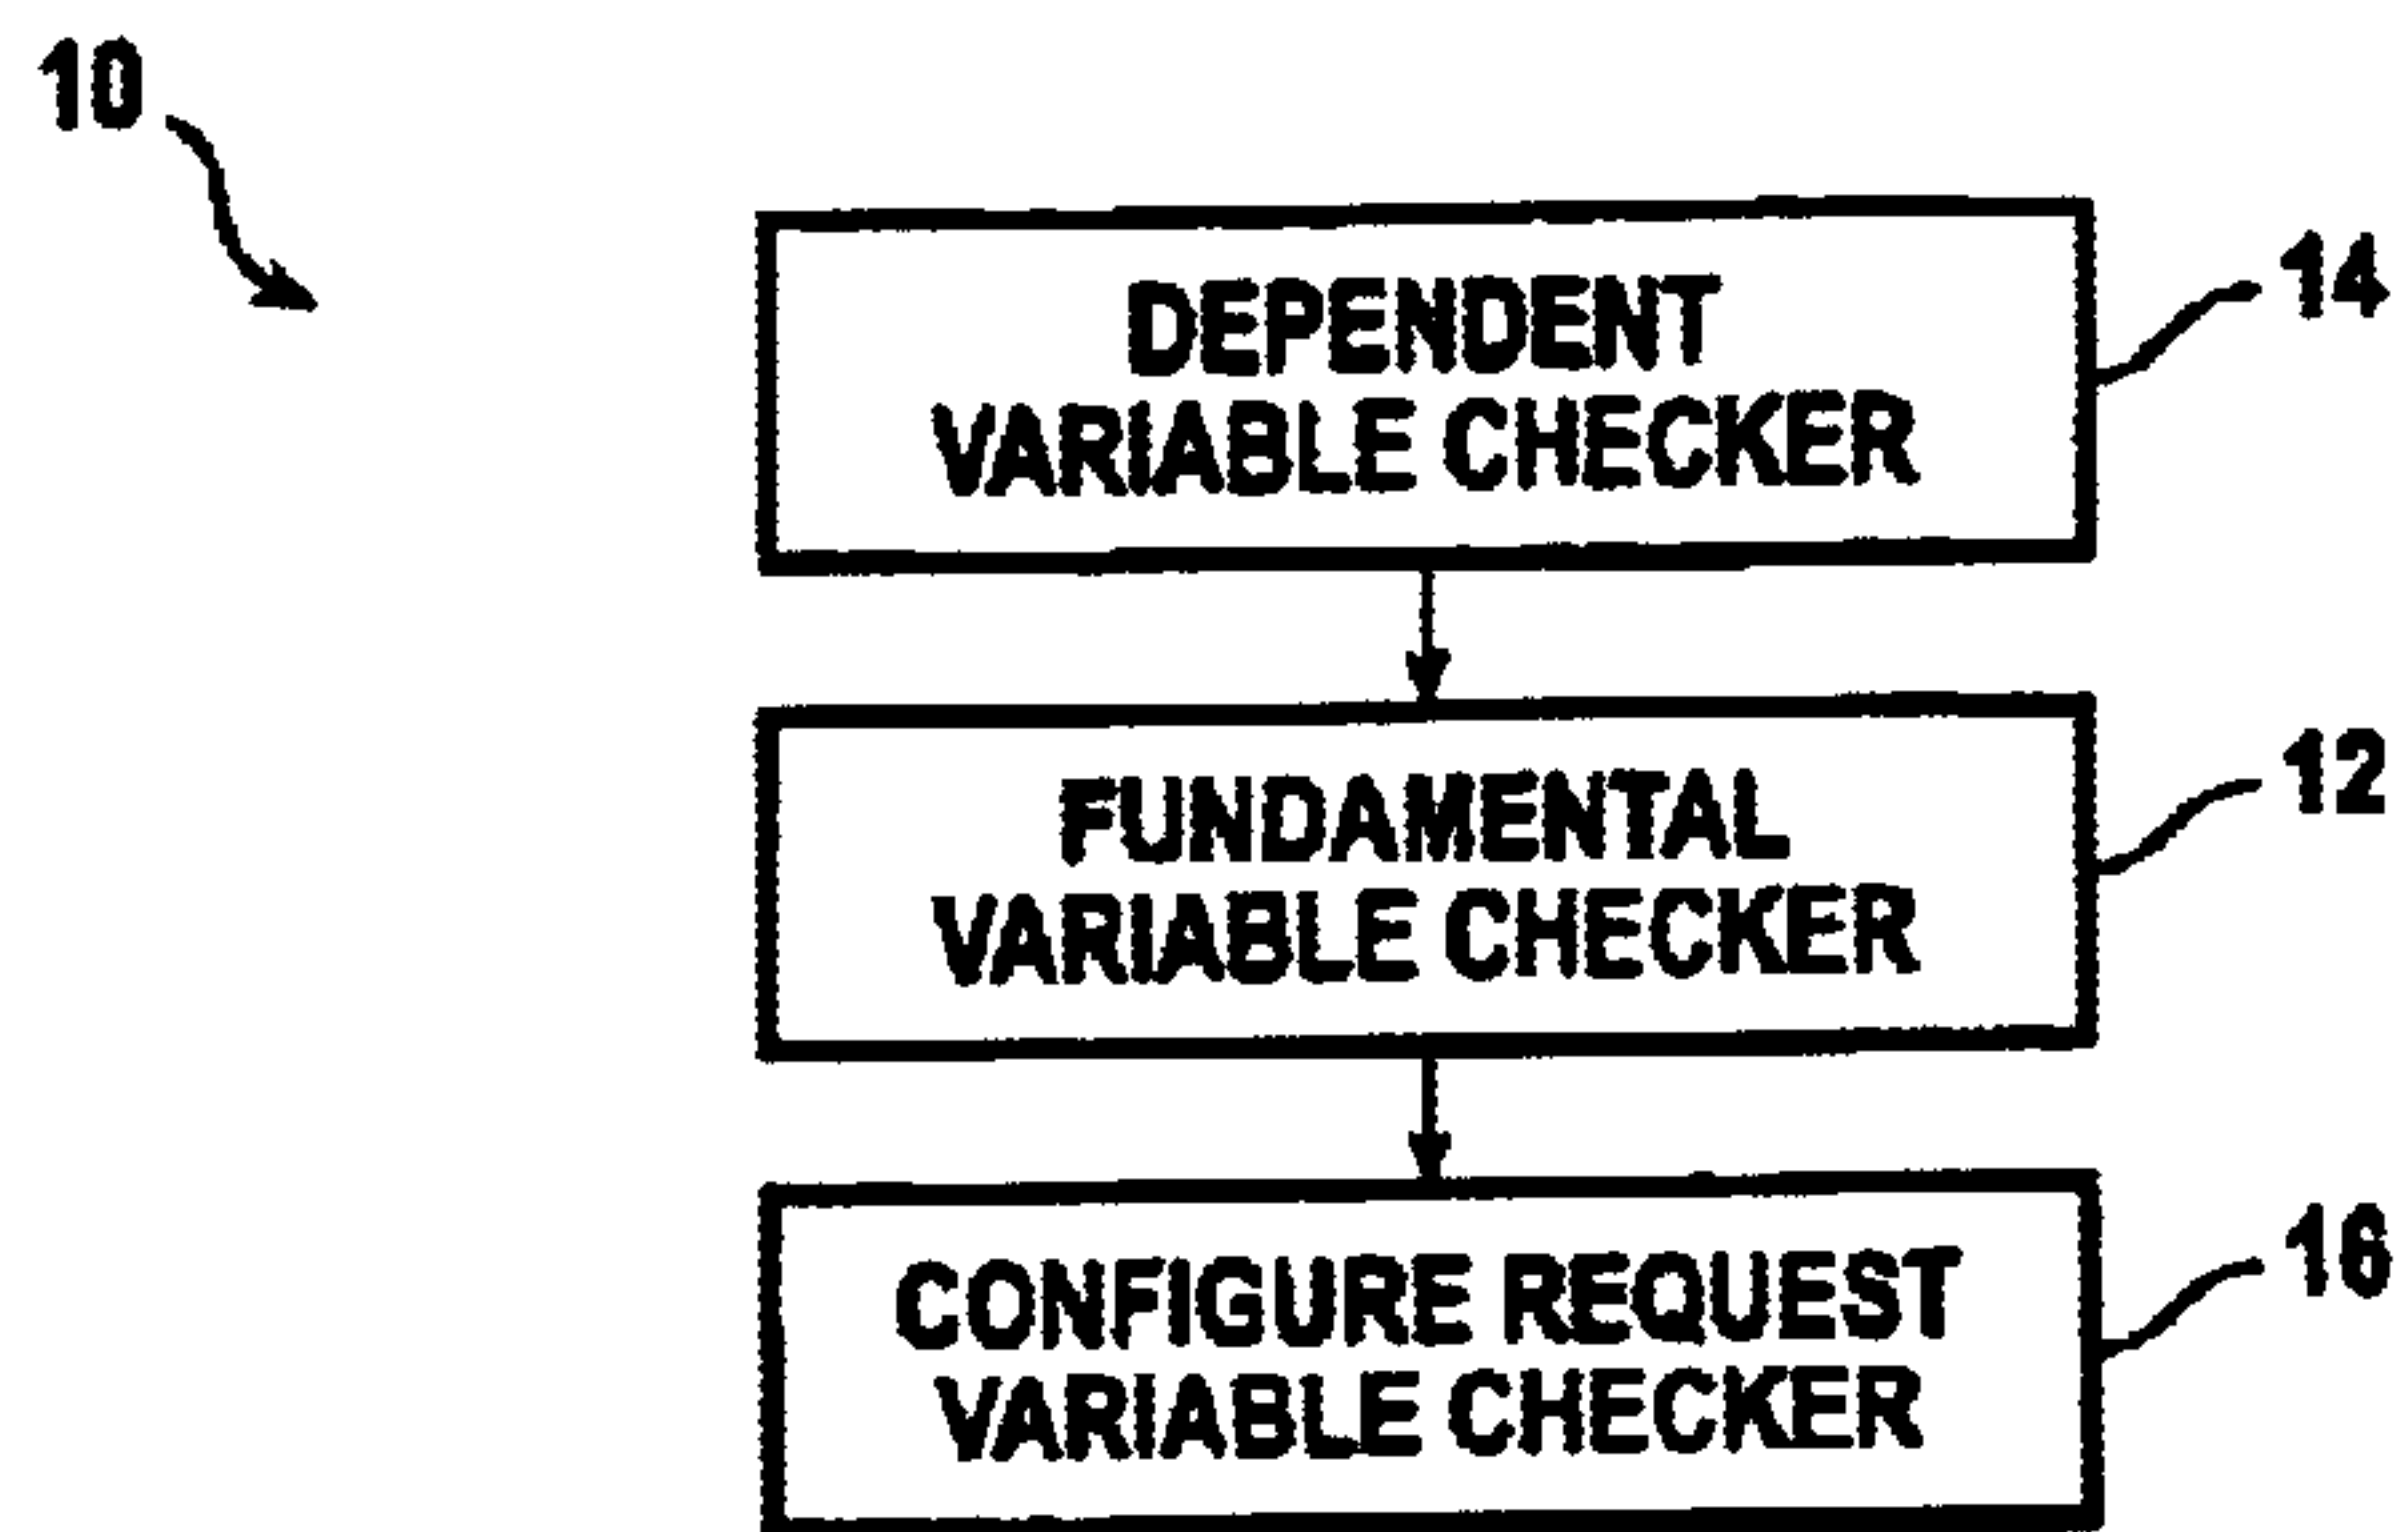 10
DEPENDENT
VARIABLE CHECKER
14
FUNDAMENTAL
VARIABLE CHECKER
12
CONFIGURE REQUEST
VARIABLE CHECKER
16